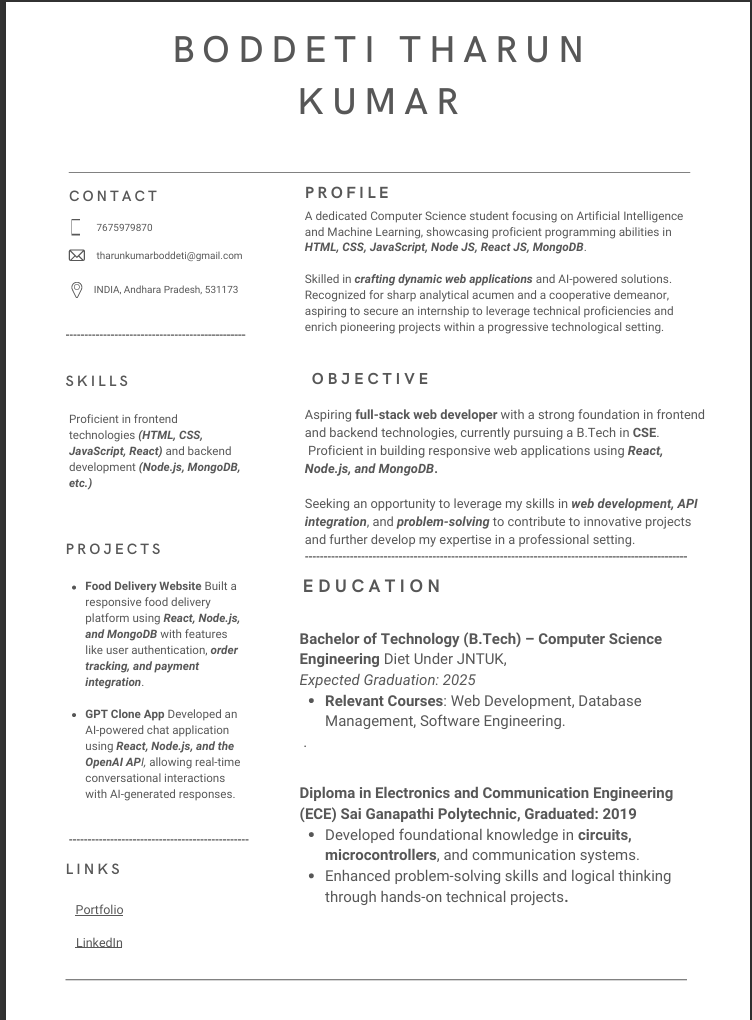 BODDETI THARUN
KUMAR
CONTACT
7675979870
tharunkumarboddeti@gmail.com
INDIA, Andhara Pradesh, 531173
--------------------------------------------------
SKILLS
Proficient in frontend
technologies (HTML, CSS,
JavaScript, React) and backend
development (Node.js, MongoDB,
etc.)
PROJECTS
• Food Delivery Website Built a
responsive food delivery
platform using React, Node.js,
and MongoDB with features
like user authentication, order
tracking, and payment
integration.
• GPT Clone App Developed an
AI-powered chat application
using React, Node.js, and the
OpenAI API, allowing real-time
conversational interactions
with AI-generated responses.
--------------------------------------------------
LINKS
Portfolio
LinkedIn
PROFILE
A dedicated Computer Science student focusing on Artificial Intelligence
and Machine Learning, showcasing proficient programming abilities in
HTML, CSS, JavaScript, Node JS, React JS, MongoDB.
Skilled in crafting dynamic web applications and AI-powered solutions.
Recognized for sharp analytical acumen and a cooperative demeanor,
aspiring to secure an internship to leverage technical proficiencies and
enrich pioneering projects within a progressive technological setting.
OBJECTIVE
Aspiring full-stack web developer with a strong foundation in frontend
and backend technologies, currently pursuing a B.Tech in CSE.
Proficient in building responsive web applications using React,
Node.js, and MongoDB.
Seeking an opportunity to leverage my skills in web development, API
integration, and problem-solving to contribute to innovative projects
and further develop my expertise in a professional setting.
----------------------------------------------------------------------------------------------------------
EDUCATION
Bachelor of Technology (B.Tech) – Computer Science
Engineering Diet Under JNTUK,
Expected Graduation: 2025
• Relevant Courses: Web Development, Database
Management, Software Engineering.
.
Diploma in Electronics and Communication Engineering
(ECE) Sai Ganapathi Polytechnic, Graduated: 2019
• Developed foundational knowledge in circuits,
microcontrollers, and communication systems.
• Enhanced problem-solving skills and logical thinking
through hands-on technical projects.